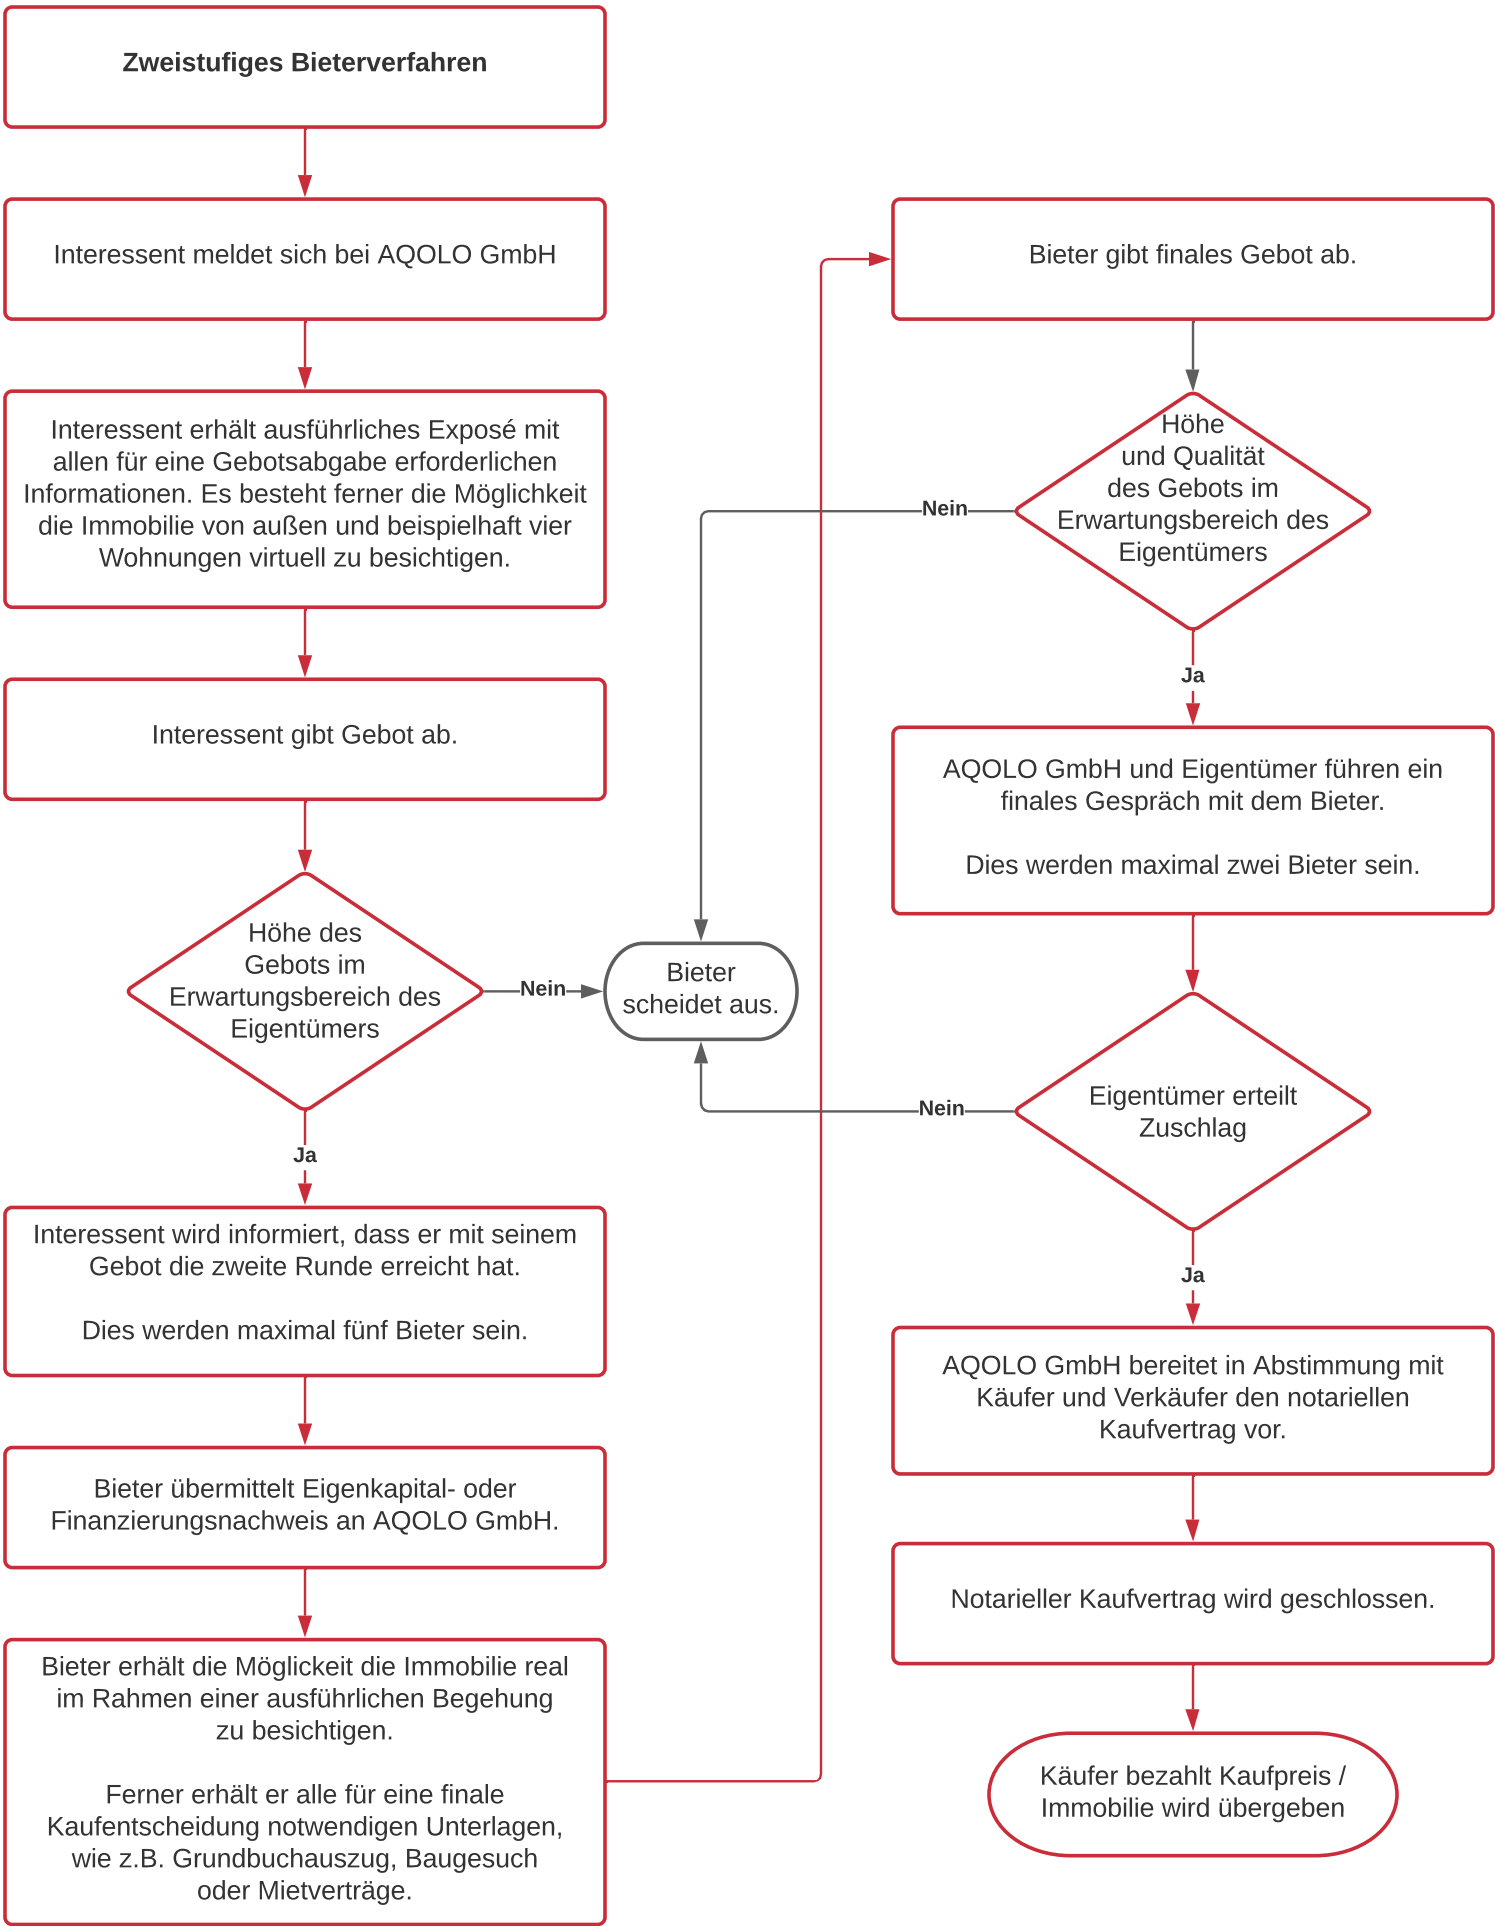 Zweistufiges Bieterverfahren
Interessent meldet sich bei AQOLO GmbH
Interessent erhält ausführliches Exposé mit
allen für eine Gebotsabgabe erforderlichen
Informationen. Es besteht ferner die Möglichkeit
die Immobilie von außen und beispielhaft vier
Wohnungen virtuell zu besichtigen.
Interessent gibt Gebot ab.
Höhe des
Gebots im
Erwartungsbereich des
Eigentümers
Nein
Bieter
scheidet aus.
Ja
Interessent wird informiert, dass er mit seinem
Gebot die zweite Runde erreicht hat.
Dies werden maximal fünf Bieter sein.
Bieter übermittelt Eigenkapital- oder
Finanzierungsnachweis an AQOLO GmbH.
Bieter erhält die Möglickeit die Immobilie real
im Rahmen einer ausführlichen Begehung
zu besichtigen.
Ferner erhält er alle für eine finale
Kaufentscheidung notwendigen Unterlagen,
wie z.B. Grundbuchauszug, Baugesuch
oder Mietverträge.
Bieter gibt finales Gebot ab.
Höhe
und Qualität
des Gebots im
Erwartungsbereich des
Eigentümers
Nein
Ja
AQOLO GmbH und Eigentümer führen ein
finales Gespräch mit dem Bieter.
Dies werden maximal zwei Bieter sein.
Eigentümer erteilt
Zuschlag
Nein
Ja
AQOLO GmbH bereitet in Abstimmung mit
Käufer und Verkäufer den notariellen
Kaufvertrag vor.
Notarieller Kaufvertrag wird geschlossen.
Käufer bezahlt Kaufpreis /
Immobilie wird übergeben